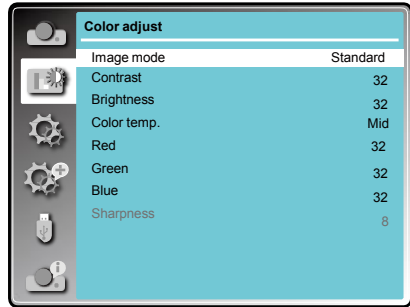 Color adjust
Image mode Standard
Contrast 32
Brightness 32
Color temp. Mid
Red 32
Green 32
Blue 32
Sharpness 8